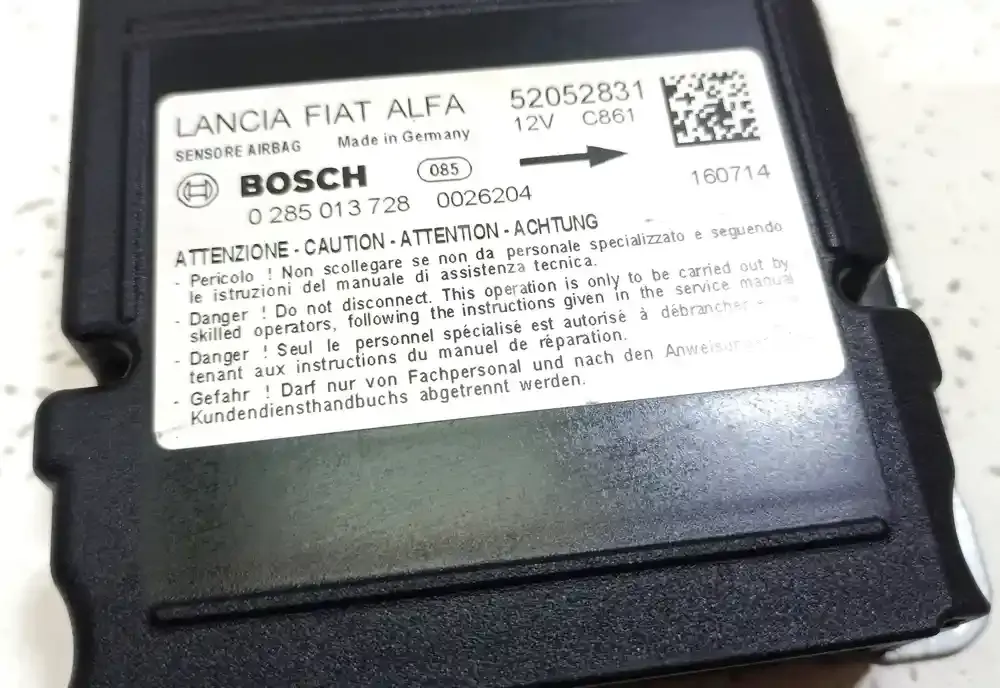 LANCIA FIAT ALFA 52052831
SENSORE AIRBAG Made in Germany 12V C861
BOSCH 085
0 285 013 728 0026204 160714
ATTENZIONE - CAUTION - ATTENTION - ACHTUNG
- Pericolo ! Non scollegare se non da personale specializzato e seguendo
le istruzioni del manuale di assistenza tecnica.
- Danger ! Do not disconnect. This operation is only to be carried out by
skilled operators, following the instructions given in the service manual
- Danger ! Seul le personnel spécialisé est autorisé à débrancher
tenant aux instructions du manuel de réparation.
- Gefahr ! Darf nur von Fachpersonal und nach den
Kundendiensthandbuchs abgetrennt werden.